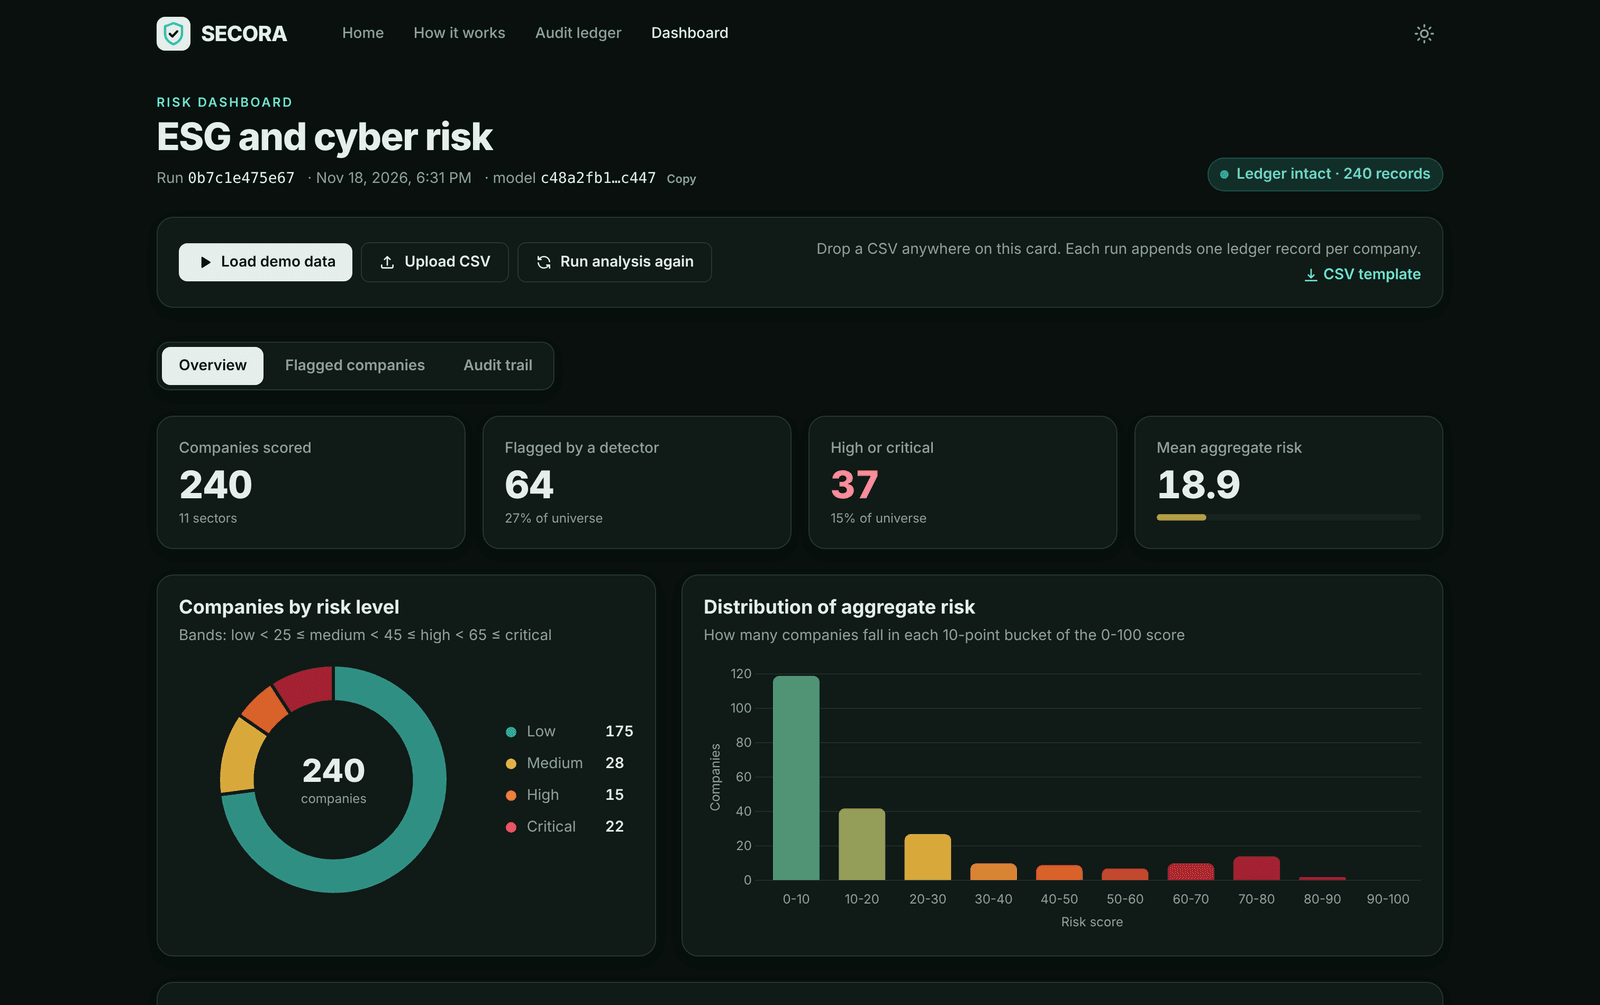 SECORA
Home
How it works
Audit ledger
Dashboard
RISK DASHBOARD
ESG and cyber risk
Run 0b7c1e475e67 · Nov 18, 2026, 6:31 PM · model c48a2fb1…c447 Copy
Ledger intact · 240 records
Load demo data
Upload CSV
Run analysis again
Drop a CSV anywhere on this card. Each run appends one ledger record per company.
CSV template
Overview
Flagged companies
Audit trail
Companies scored
240
11 sectors
Flagged by a detector
64
27% of universe
High or critical
37
15% of universe
Mean aggregate risk
18.9
Companies by risk level
Bands: low < 25 ≤ medium < 45 ≤ high < 65 ≤ critical
240
companies
Low 175
Medium 28
High 15
Critical 22
Distribution of aggregate risk
How many companies fall in each 10-point bucket of the 0-100 score
Companies
120
100
80
60
40
20
0
0-10 10-20 20-30 30-40 40-50 50-60 60-70 70-80 80-90 90-100
Risk score